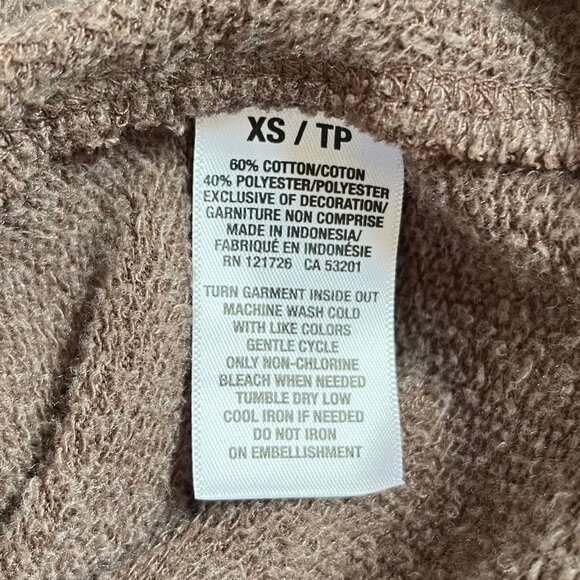 XS / TP
60% COTTON/COTON
40% POLYESTER/POLYESTER
EXCLUSIVE OF DECORATION/
GARNITURE NON COMPRISE
MADE IN INDONESIA/
FABRIQUÉ EN INDONÉSIE
RN 121726 CA 53201
TURN GARMENT INSIDE OUT
MACHINE WASH COLD
WITH LIKE COLORS
GENTLE CYCLE
ONLY NON-CHLORINE
BLEACH WHEN NEEDED
TUMBLE DRY LOW
COOL IRON IF NEEDED
DO NOT IRON
ON EMBELLISHMENT